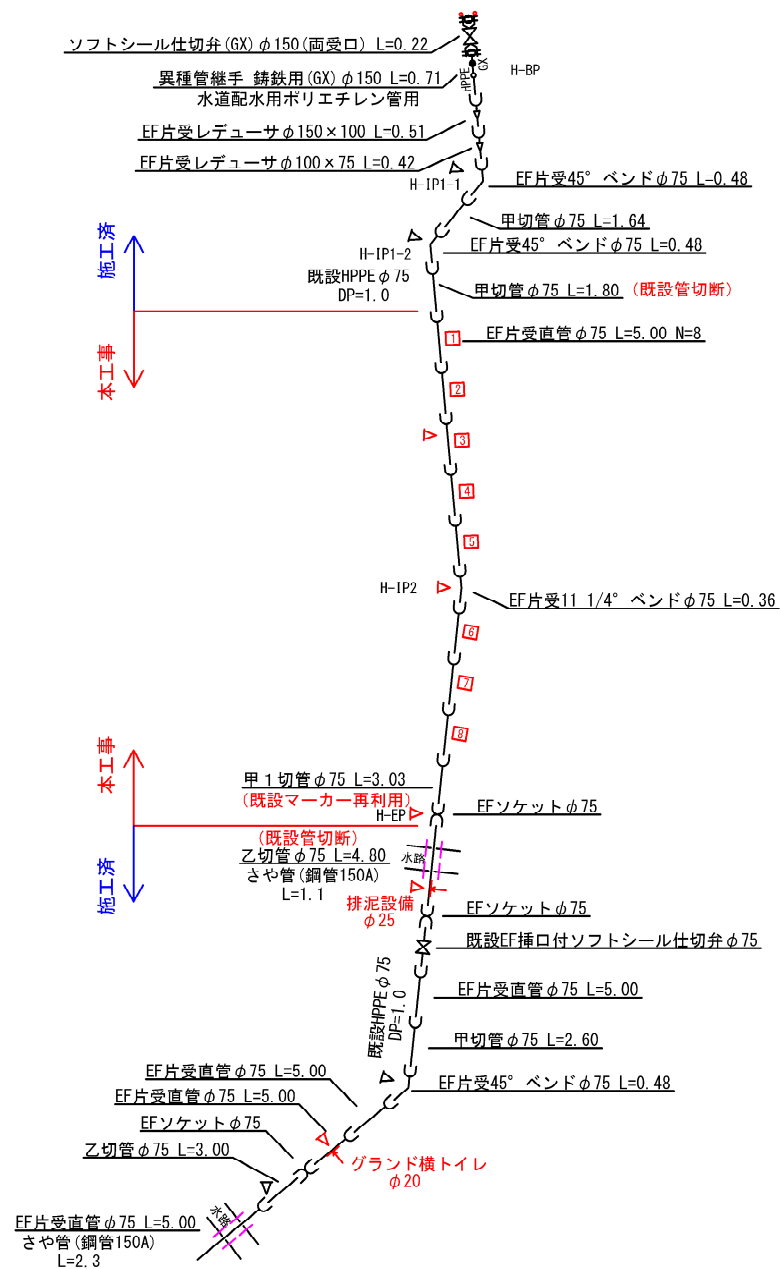 ソフトシール仕切弁(GX)φ150(両受口) L=0.22
GX
H-BP
HPPE
異種管継手 鋳鉄用(GX)φ150 L=0.71
水道配水用ポリエチレン管用
EF片受レデューサφ150×100 L=0.51
EF片受レデューサφ100×75 L=0.42
H-IP1-1
EF片受45° ベンドφ75 L=0.48
甲切管φ75 L=1.64
施工済
H-IP1-2
EF片受45° ベンドφ75 L=0.48
既設HPPEφ75
DP=1.0
甲切管φ75 L=1.80 (既設管切断)
本工事
1
EF片受直管φ75 L=5.00 N=8
2
3
4
5
H-IP2
EF片受11 1/4° ベンドφ75 L=0.36
6
7
8
本工事
甲1切管φ75 L=3.03
(既設マーカー再利用)
H-EP
EFソケットφ75
(既設管切断)
乙切管φ75 L=4.80
水路
さや管(鋼管150A)
L=1.1
施工済
排泥設備
φ25
EFソケットφ75
既設EF挿口付ソフトシール仕切弁φ75
既設HPPEφ75
DP=1.0
EF片受直管φ75 L=5.00
甲切管φ75 L=2.60
EF片受直管φ75 L=5.00
EF片受45° ベンドφ75 L=0.48
EF片受直管φ75 L=5.00
EFソケットφ75
乙切管φ75 L=3.00
グランド横トイレ
φ20
水路
EF片受直管φ75 L=5.00
さや管(鋼管150A)
L=2.3